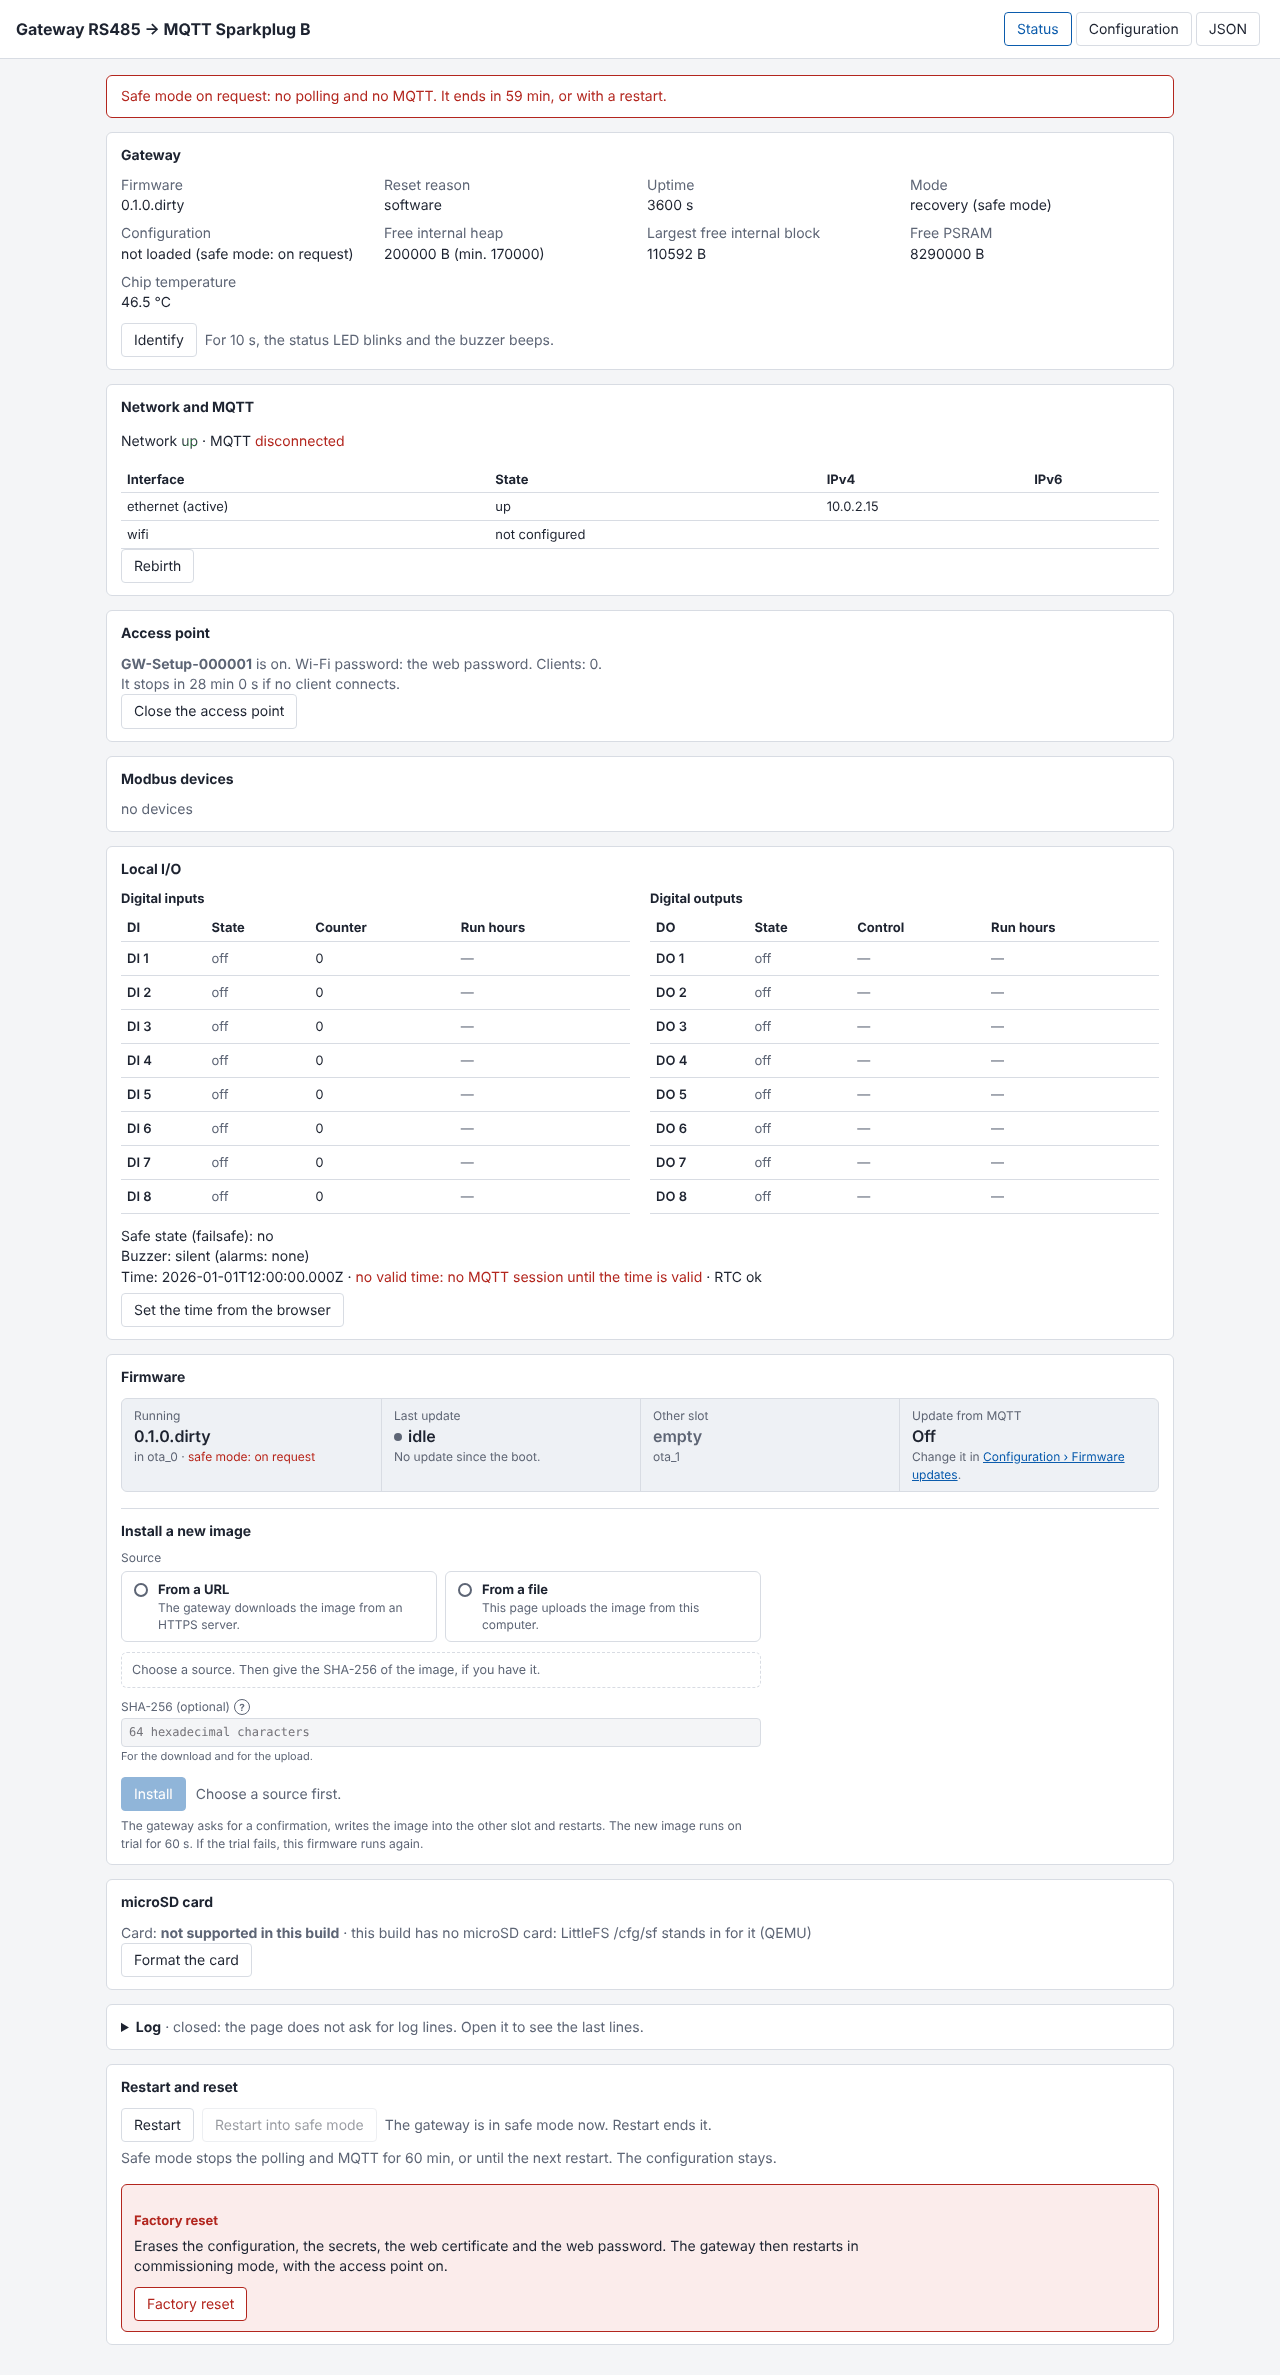 Gateway RS485 → MQTT Sparkplug B
Status
Configuration
JSON
Safe mode on request: no polling and no MQTT. It ends in 59 min, or with a restart.
Gateway
Firmware
0.1.0.dirty
Reset reason
software
Uptime
3600 s
Mode
recovery (safe mode)
Configuration
not loaded (safe mode: on request)
Free internal heap
200000 B (min. 170000)
Largest free internal block
110592 B
Free PSRAM
8290000 B
Chip temperature
46.5 °C
Identify For 10 s, the status LED blinks and the buzzer beeps.
Network and MQTT
Network up · MQTT disconnected
Interface State IPv4 IPv6
ethernet (active) up 10.0.2.15
wifi not configured
Rebirth
Access point
GW-Setup-000001 is on. Wi-Fi password: the web password. Clients: 0.
It stops in 28 min 0 s if no client connects.
Close the access point
Modbus devices
no devices
Local I/O
Digital inputs
DI State Counter Run hours
DI 1 off 0 —
DI 2 off 0 —
DI 3 off 0 —
DI 4 off 0 —
DI 5 off 0 —
DI 6 off 0 —
DI 7 off 0 —
DI 8 off 0 —
Digital outputs
DO State Control Run hours
DO 1 off — —
DO 2 off — —
DO 3 off — —
DO 4 off — —
DO 5 off — —
DO 6 off — —
DO 7 off — —
DO 8 off — —
Safe state (failsafe): no
Buzzer: silent (alarms: none)
Time: 2026-01-01T12:00:00.000Z · no valid time: no MQTT session until the time is valid · RTC ok
Set the time from the browser
Firmware
Running
0.1.0.dirty
in ota_0 · safe mode: on request
Last update
idle
No update since the boot.
Other slot
empty
ota_1
Update from MQTT
Off
Change it in Configuration › Firmware
updates.
Install a new image
Source
From a URL
The gateway downloads the image from an
HTTPS server.
From a file
This page uploads the image from this
computer.
Choose a source. Then give the SHA-256 of the image, if you have it.
SHA-256 (optional) ?
64 hexadecimal characters
For the download and for the upload.
Install Choose a source first.
The gateway asks for a confirmation, writes the image into the other slot and restarts. The new image runs on
trial for 60 s. If the trial fails, this firmware runs again.
microSD card
Card: not supported in this build · this build has no microSD card: LittleFS /cfg/sf stands in for it (QEMU)
Format the card
Log · closed: the page does not ask for log lines. Open it to see the last lines.
Restart and reset
Restart Restart into safe mode The gateway is in safe mode now. Restart ends it.
Safe mode stops the polling and MQTT for 60 min, or until the next restart. The configuration stays.
Factory reset
Erases the configuration, the secrets, the web certificate and the web password. The gateway then restarts in
commissioning mode, with the access point on.
Factory reset